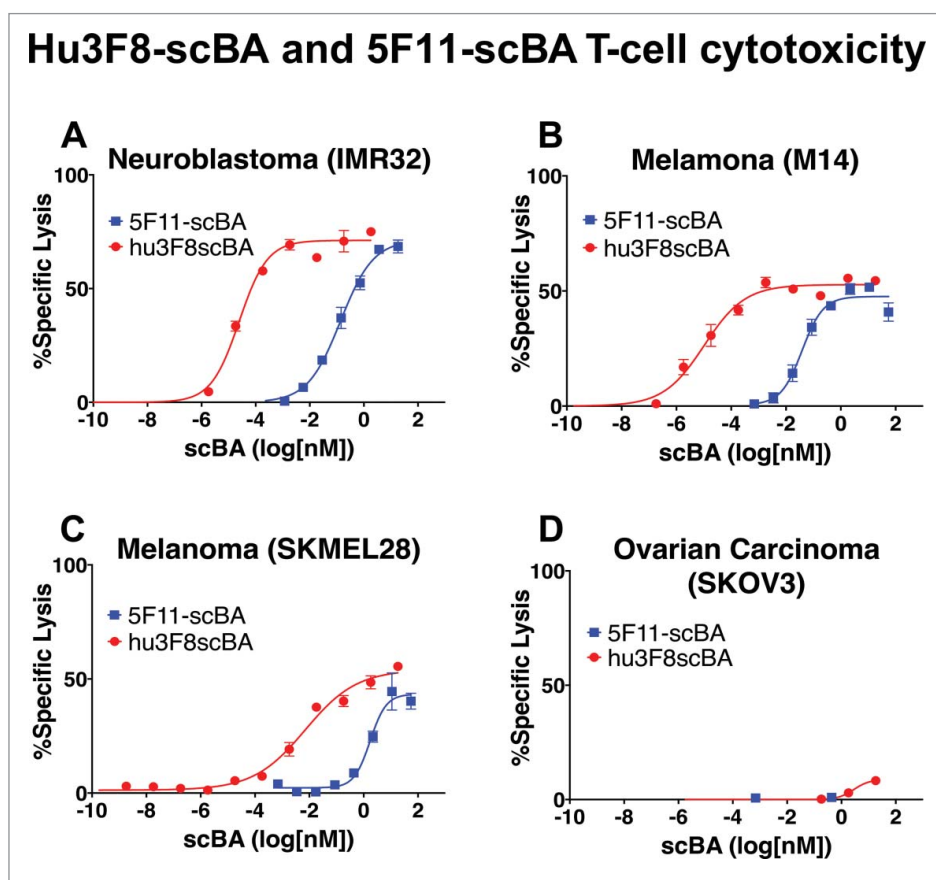 Hu3F8-scBA and 5F11-scBA T-cell cytotoxicity
A
Neuroblastoma (IMR32)
100
50
0
%Specific Lysis
5F11-scBA
hu3F8scBA
-10 -8 -6 -4 -2 0 2
scBA (log[nM])
B
Melamona (M14)
100
50
0
%Specific Lysis
5F11-scBA
hu3F8scBA
-10 -8 -6 -4 -2 0 2
scBA (log[nM])
C
Melanoma (SKMEL28)
100
50
0
%Specific Lysis
5F11-scBA
hu3F8scBA
-10 -8 -6 -4 -2 0 2
scBA (log[nM])
D
Ovarian Carcinoma
(SKOV3)
100
50
0
%Specific Lysis
5F11-scBA
hu3F8scBA
-10 -8 -6 -4 -2 0 2
scBA (log[nM])